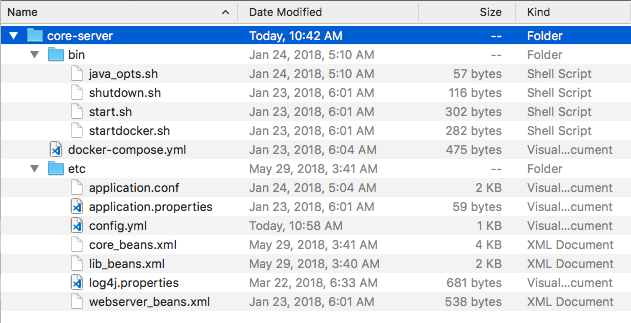 Name Date Modified Size Kind
core-server Today, 10:42 AM -- Folder
bin Jan 24, 2018, 5:10 AM -- Folder
java_opts.sh Jan 24, 2018, 5:10 AM 57 bytes Shell Script
shutdown.sh Jan 23, 2018, 6:01 AM 116 bytes Shell Script
start.sh Jan 23, 2018, 6:01 AM 302 bytes Shell Script
startdocker.sh Jan 23, 2018, 6:01 AM 282 bytes Shell Script
docker-compose.yml Jan 23, 2018, 6:04 AM 475 bytes Visual...cument
etc May 29, 2018, 3:41 AM -- Folder
application.conf Jan 24, 2018, 5:04 AM 2 KB Visual...cument
application.properties Jan 23, 2018, 6:01 AM 59 bytes Visual...cument
config.yml Today, 10:58 AM 1 KB Visual...cument
core_beans.xml May 29, 2018, 3:41 AM 4 KB XML Document
lib_beans.xml May 29, 2018, 3:40 AM 2 KB XML Document
log4j.properties Mar 22, 2018, 6:33 AM 681 bytes Visual...cument
webserver_beans.xml Jan 23, 2018, 6:01 AM 538 bytes XML Document